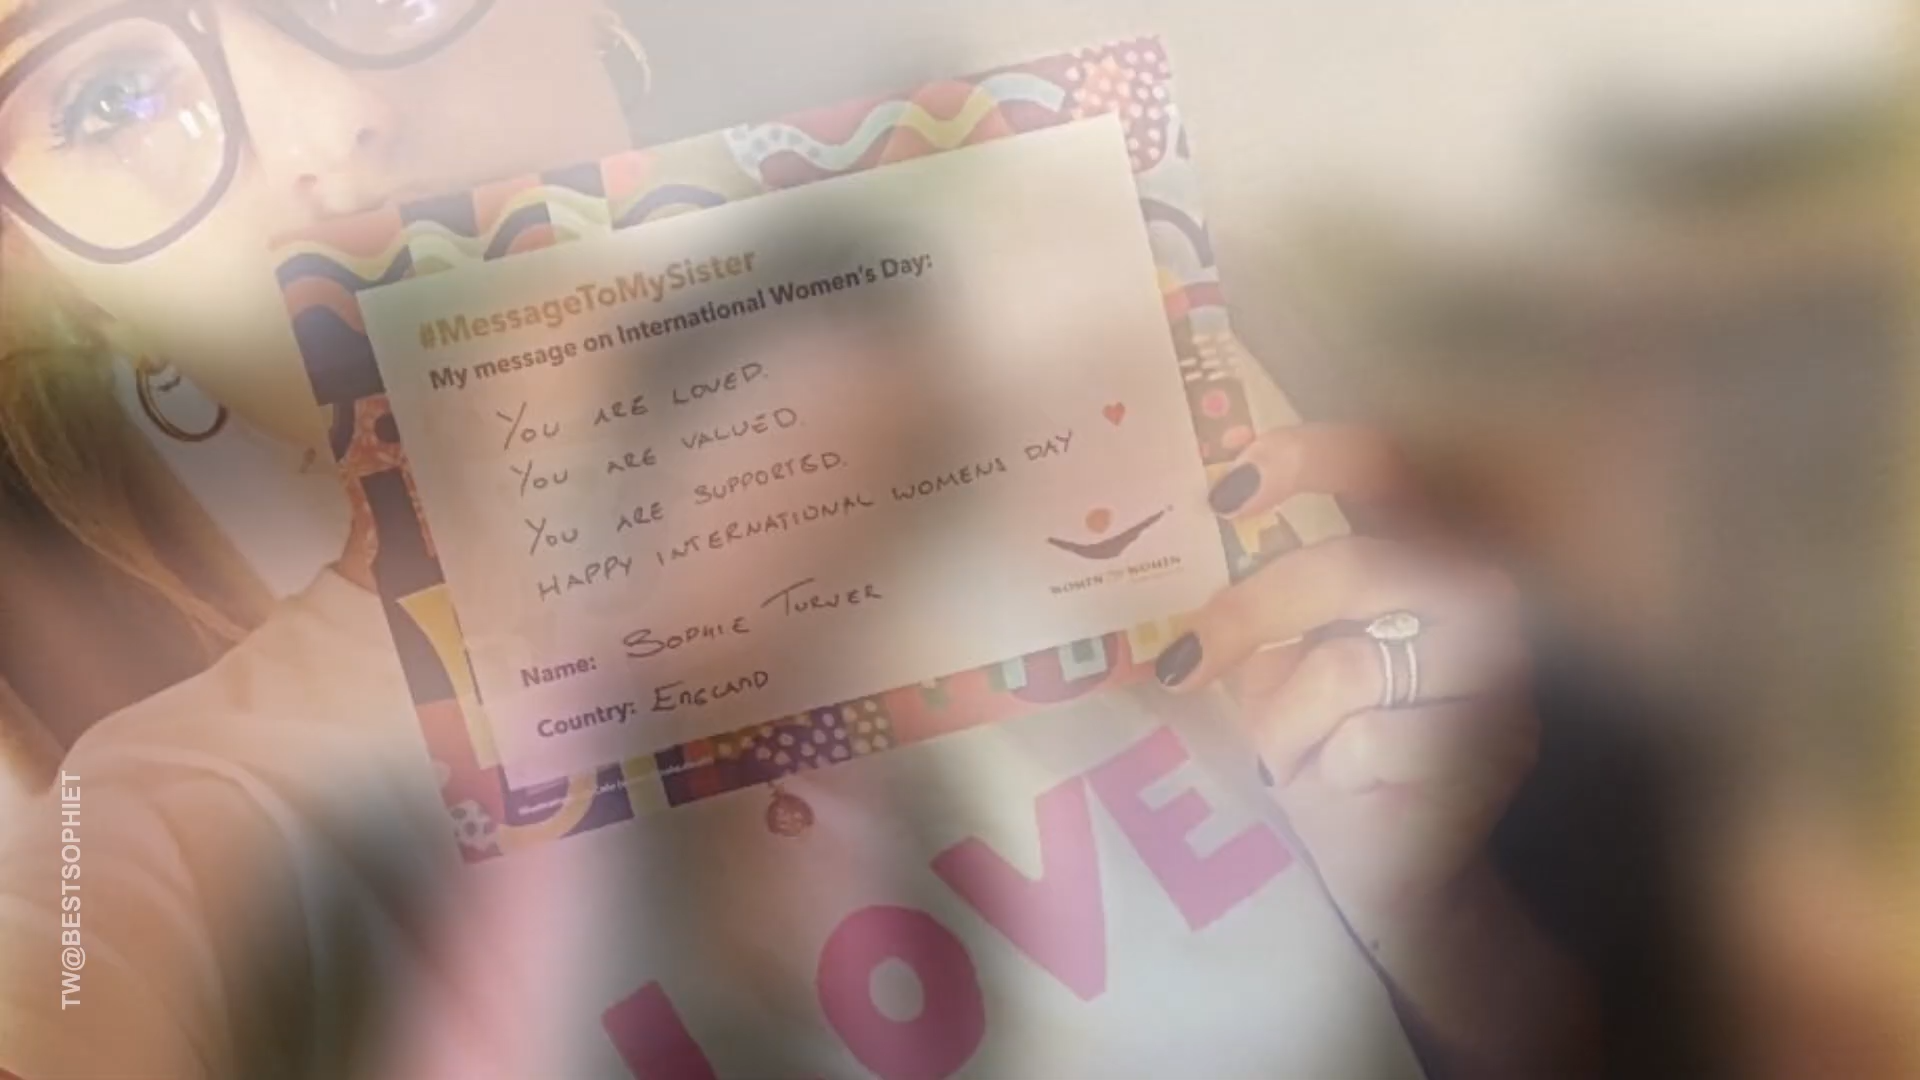 #MessageToMySister
My message on International Women's Day:
YOU ARE LOVED.
YOU ARE VALUED.
YOU ARE SUPPORTED.
HAPPY INTERNATIONAL WOMENS DAY
WOMEN WOMEN
Name: SOPHIE TURNER
Country: ENGLAND
LOVE
TW@BESTSOPHIET